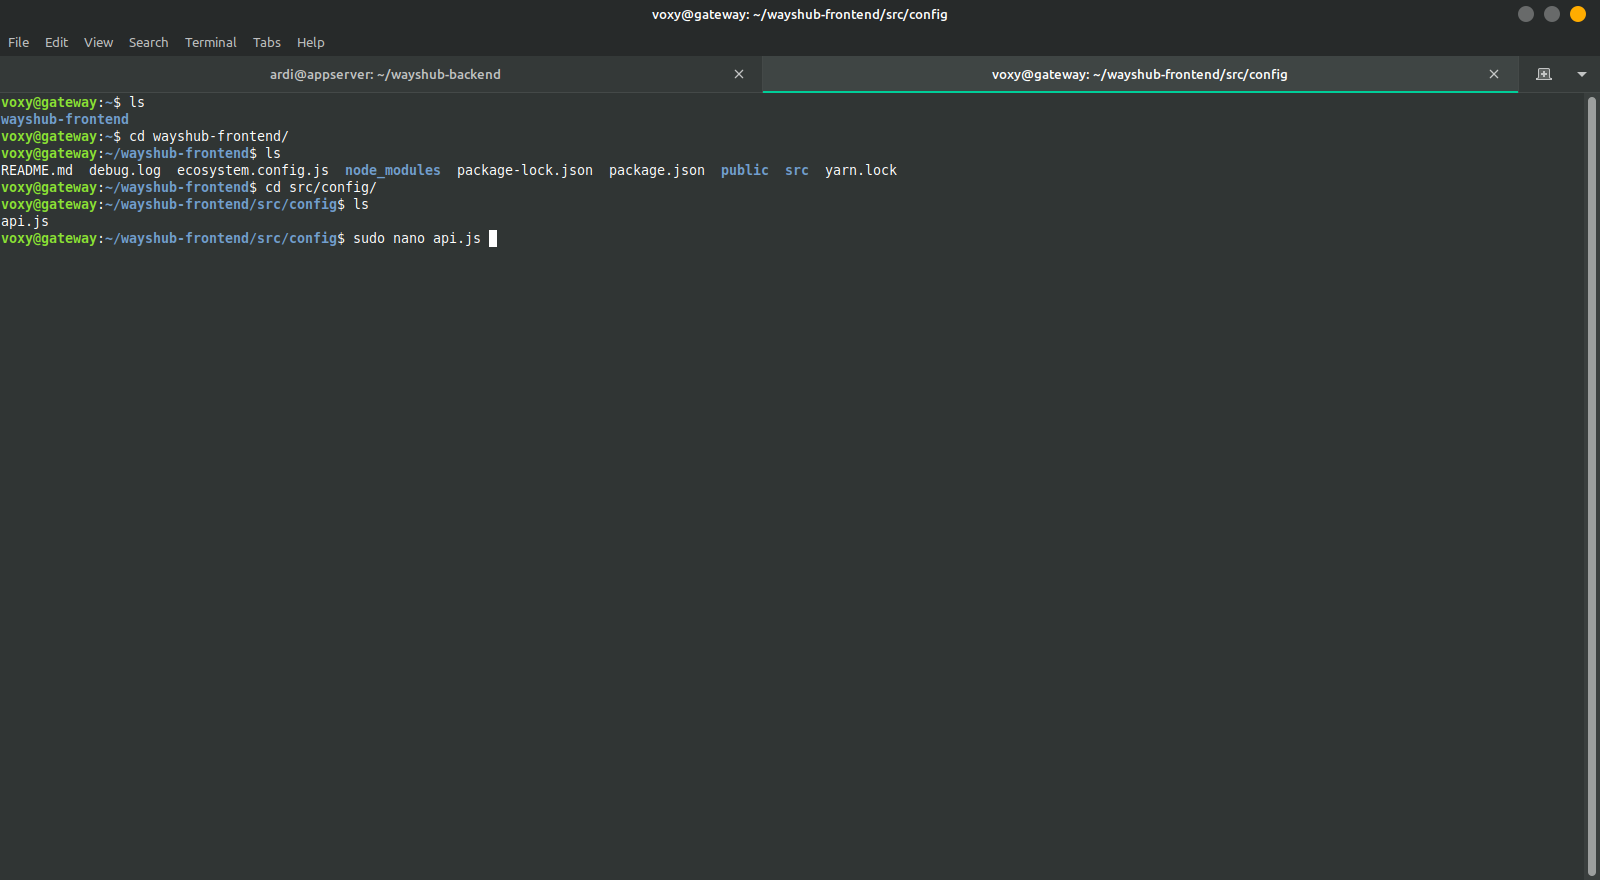 voxy@gateway: ~/wayshub-frontend/src/config
File Edit View Search Terminal Tabs Help
ardi@appserver: ~/wayshub-backend
voxy@gateway: ~/wayshub-frontend/src/config
voxy@gateway:~$ ls
wayshub-frontend
voxy@gateway:~$ cd wayshub-frontend/
voxy@gateway:~/wayshub-frontend$ ls
README.md  debug.log  ecosystem.config.js  node_modules  package-lock.json  package.json  public  src  yarn.lock
voxy@gateway:~/wayshub-frontend$ cd src/config/
voxy@gateway:~/wayshub-frontend/src/config$ ls
api.js
voxy@gateway:~/wayshub-frontend/src/config$ sudo nano api.js